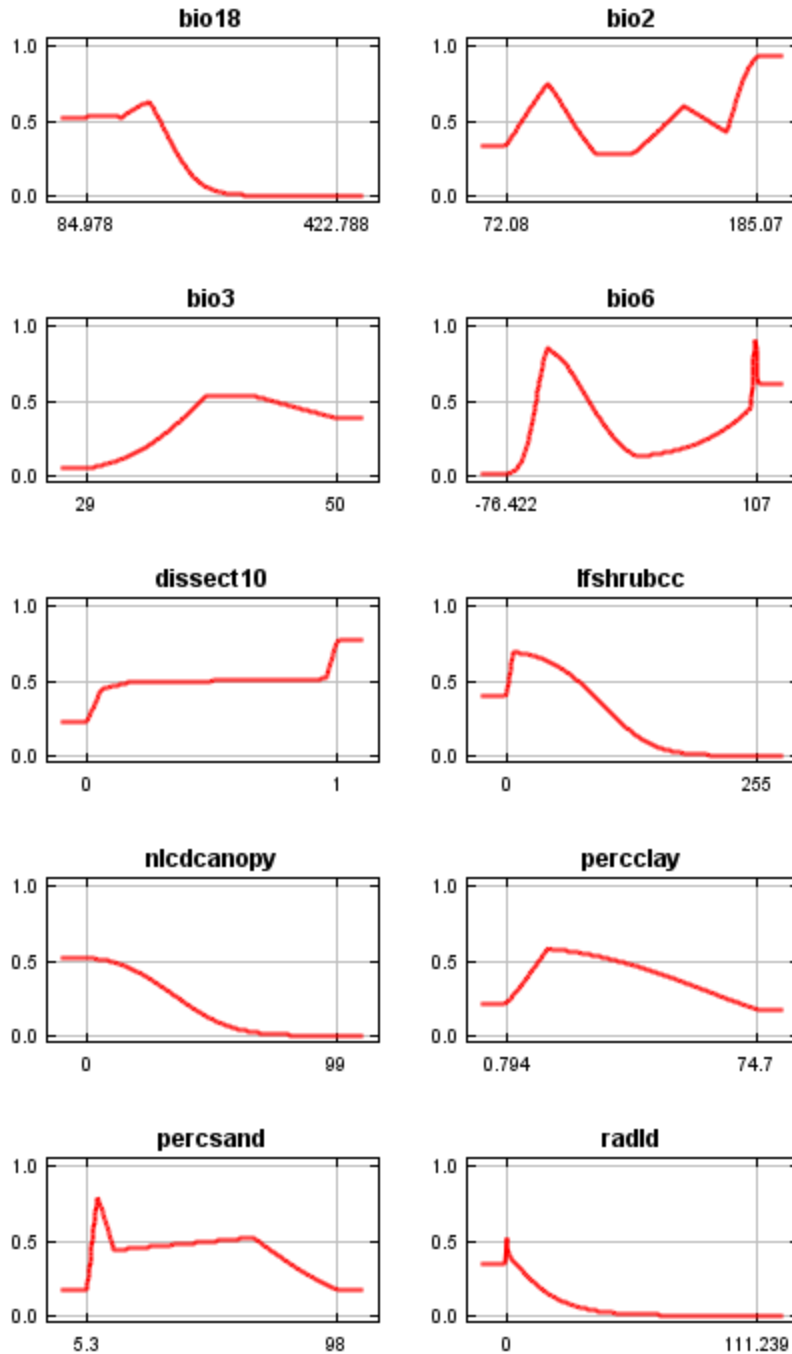 bio18 bio2
1.0 1.0
0.5 0.5
0.0 0.0
84.978 422.788 72.08 185.07
bio3 bio6
1.0 1.0
0.5 0.5
0.0 0.0
29 50 -76.422 107
dissect10 lfshrubcc
1.0 1.0
0.5 0.5
0.0 0.0
0 1 0 255
nlcdcanopy percclay
1.0 1.0
0.5 0.5
0.0 0.0
0 99 0.794 74.7
percsand radld
1.0 1.0
0.5 0.5
0.0 0.0
5.3 98 0 111.239